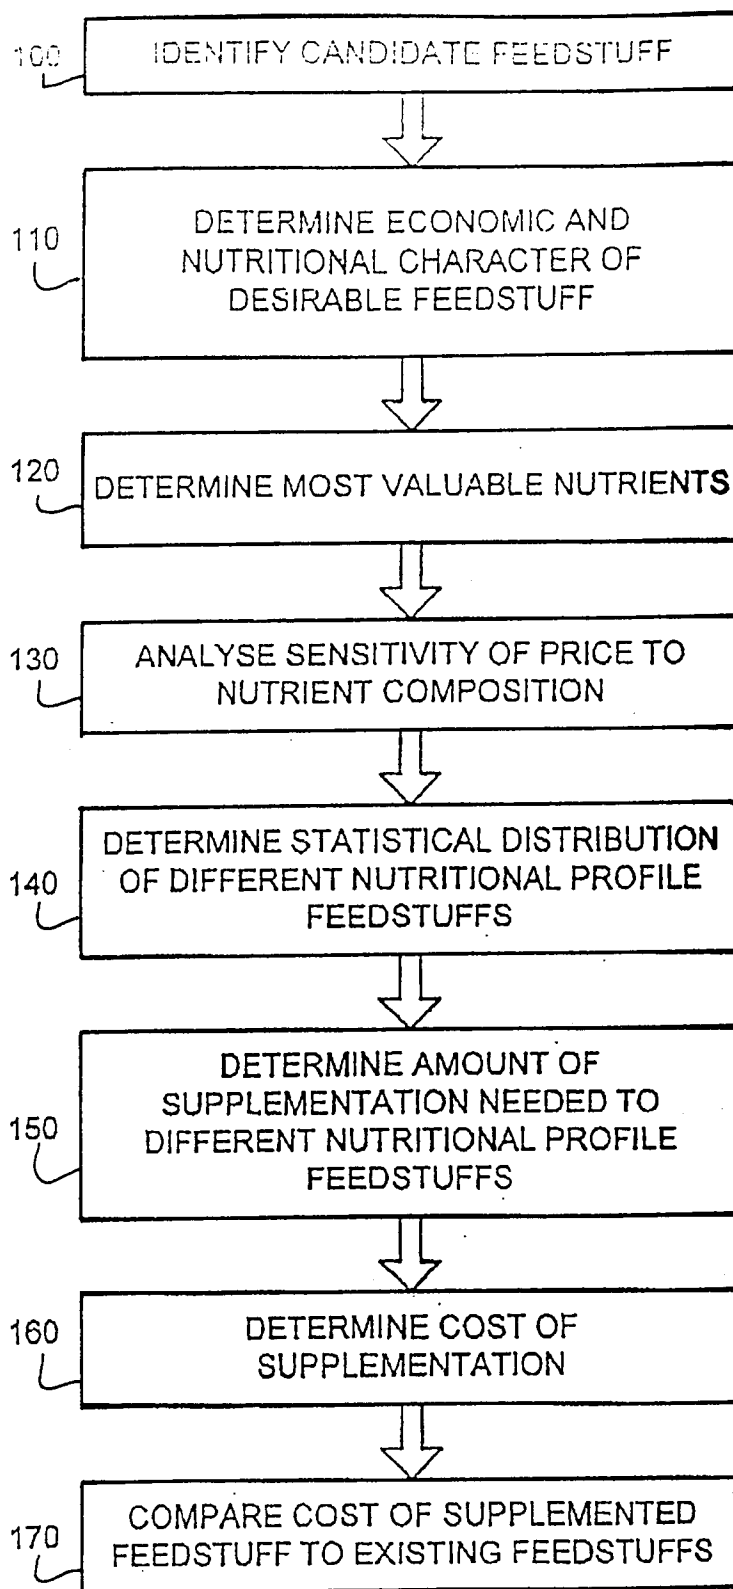 100
IDENTIFY CANDIDATE FEEDSTUFF
110
DETERMINE ECONOMIC AND
NUTRITIONAL CHARACTER OF
DESIRABLE FEEDSTUFF
120
DETERMINE MOST VALUABLE NUTRIENTS
130
ANALYSE SENSITIVITY OF PRICE TO
NUTRIENT COMPOSITION
140
DETERMINE STATISTICAL DISTRIBUTION
OF DIFFERENT NUTRITIONAL PROFILE
FEEDSTUFFS
150
DETERMINE AMOUNT OF
SUPPLEMENTATION NEEDED TO
DIFFERENT NUTRITIONAL PROFILE
FEEDSTUFFS
160
DETERMINE COST OF
SUPPLEMENTATION
170
COMPARE COST OF SUPPLEMENTED
FEEDSTUFF TO EXISTING FEEDSTUFFS